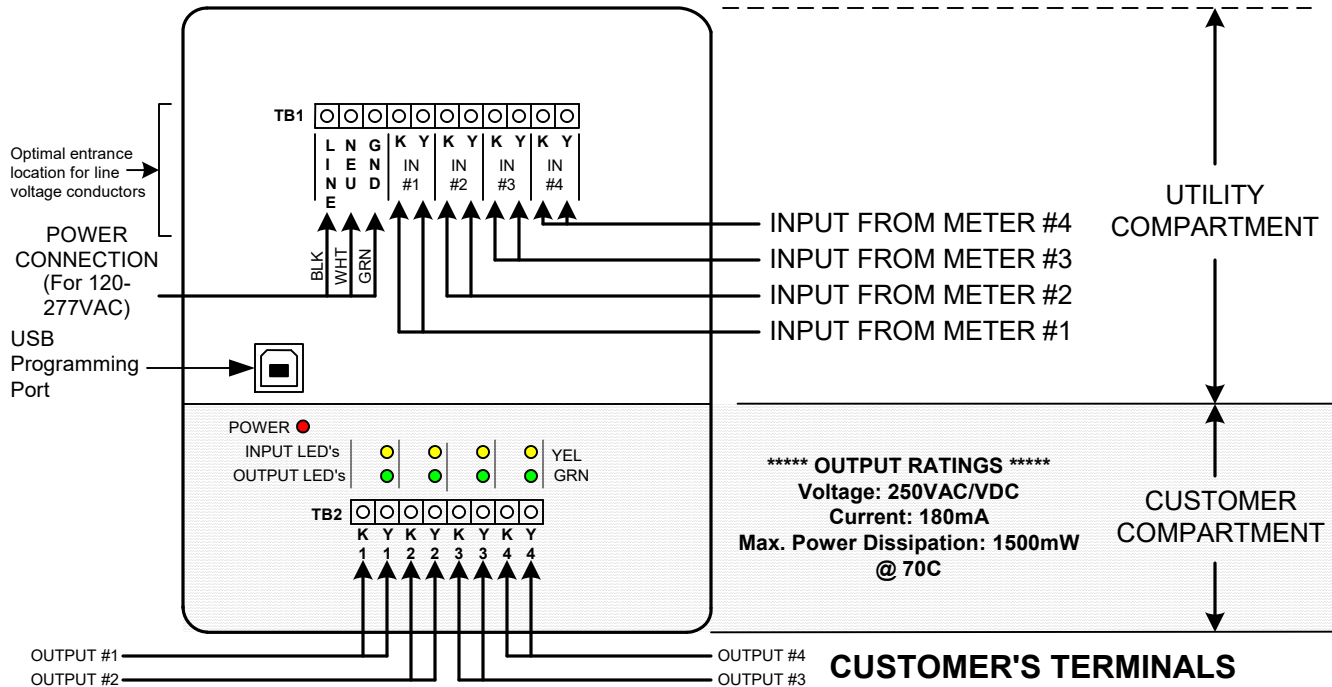 TB1
Optimal entrance
location for line
voltage conductors
LINE NEU GND K Y K Y K Y K Y
IN #1 IN #2 IN #3 IN #4
POWER
CONNECTION
(For 120-
277VAC)
BLK WHT GRN
INPUT FROM METER #4
INPUT FROM METER #3
INPUT FROM METER #2
INPUT FROM METER #1
UTILITY
COMPARTMENT
USB
Programming
Port
POWER
INPUT LED's YEL
OUTPUT LED's GRN
TB2
K Y K Y K Y K Y
1 1 2 2 3 3 4 4
***** OUTPUT RATINGS *****
Voltage: 250VAC/VDC
Current: 180mA
Max. Power Dissipation: 1500mW
@ 70C
CUSTOMER
COMPARTMENT
OUTPUT #1
OUTPUT #2
OUTPUT #4
OUTPUT #3
CUSTOMER'S TERMINALS